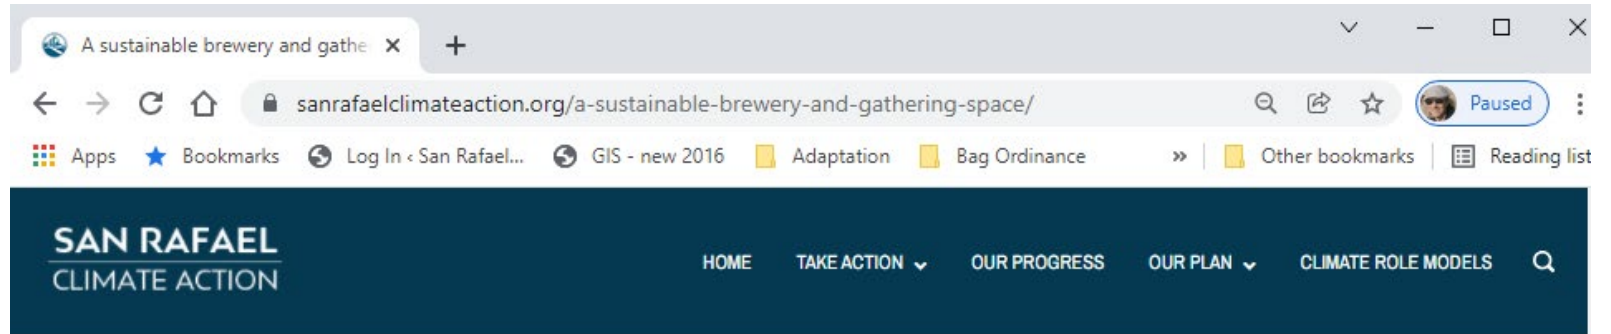 A sustainable brewery and gathe
sanrafaelclimateaction.org/a-sustainable-brewery-and-gathering-space/ Paused
Apps Bookmarks Log In ‹ San Rafael... GIS - new 2016 Adaptation Bag Ordinance » Other bookmarks Reading list
SAN RAFAEL
CLIMATE ACTION
HOME TAKE ACTION OUR PROGRESS OUR PLAN CLIMATE ROLE MODELS